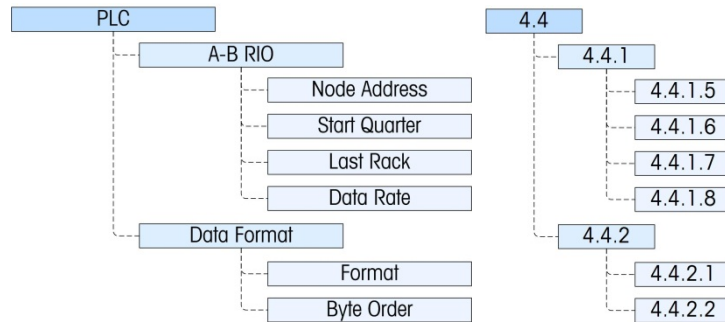 PLC 4.4
A-B RIO 4.4.1
Node Address 4.4.1.5
Start Quarter 4.4.1.6
Last Rack 4.4.1.7
Data Rate 4.4.1.8
Data Format 4.4.2
Format 4.4.2.1
Byte Order 4.4.2.2